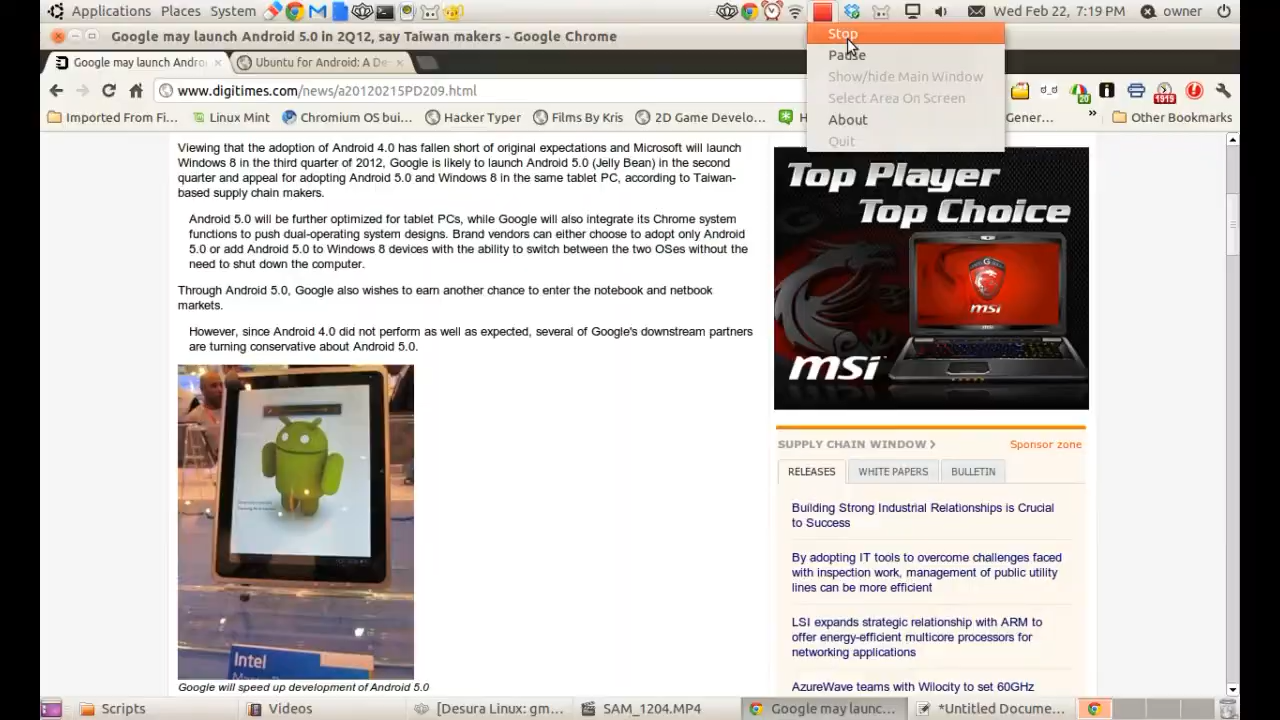 Applications Places System
Wed Feb 22, 7:19 PM owner
Google may launch Android 5.0 in 2Q12, say Taiwan makers - Google Chrome
Stop
Pause
Show/hide Main Window
Select Area On Screen
About
Quit
Google may launch Andro
Ubuntu for Android: A De
www.digitimes.com/news/a20120215PD209.html
20
1919
Imported From Fi...
Linux Mint
Chromium OS bui...
Hacker Typer
Films By Kris
2D Game Develo...
Gener...
Other Bookmarks
Viewing that the adoption of Android 4.0 has fallen short of original expectations and Microsoft will launch
Windows 8 in the third quarter of 2012, Google is likely to launch Android 5.0 (Jelly Bean) in the second
quarter and appeal for adopting Android 5.0 and Windows 8 in the same tablet PC, according to Taiwan-
based supply chain makers.
Android 5.0 will be further optimized for tablet PCs, while Google will also integrate its Chrome system
functions to push dual-operating system designs. Brand vendors can either choose to adopt only Android
5.0 or add Android 5.0 to Windows 8 devices with the ability to switch between the two OSes without the
need to shut down the computer.
Through Android 5.0, Google also wishes to earn another chance to enter the notebook and netbook
markets.
However, since Android 4.0 did not perform as well as expected, several of Google's downstream partners
are turning conservative about Android 5.0.
Intel
Google will speed up development of Android 5.0
Top Player
Top Choice
msi
msi
SUPPLY CHAIN WINDOW >
Sponsor zone
RELEASES
WHITE PAPERS
BULLETIN
Building Strong Industrial Relationships is Crucial
to Success
By adopting IT tools to overcome challenges faced
with inspection work, management of public utility
lines can be more efficient
LSI expands strategic relationship with ARM to
offer energy-efficient multicore processors for
networking applications
AzureWave teams with Wilocity to set 60GHz
Scripts
Videos
[Desura Linux: gm...
SAM_1204.MP4
Google may launc...
*Untitled Docume...